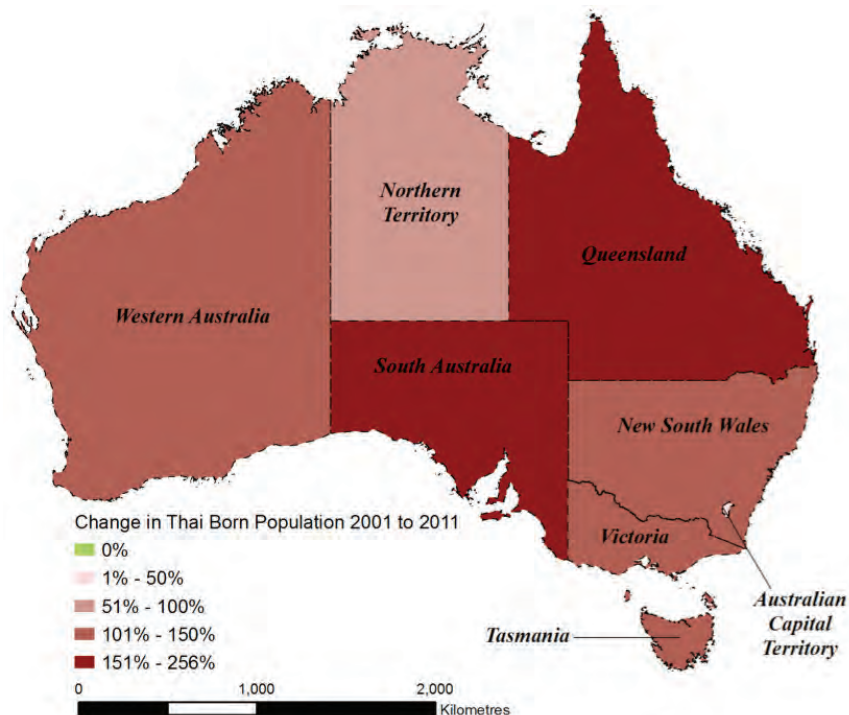 Northern
Territory
Queensland
Western Australia
South Australia
New South Wales
Change in Thai Born Population 2001 to 2011
0%
1% - 50%
51% - 100%
101% - 150%
151% - 256%
Victoria
Australian
Capital
Territory
Tasmania
0 1,000 2,000
Kilometres